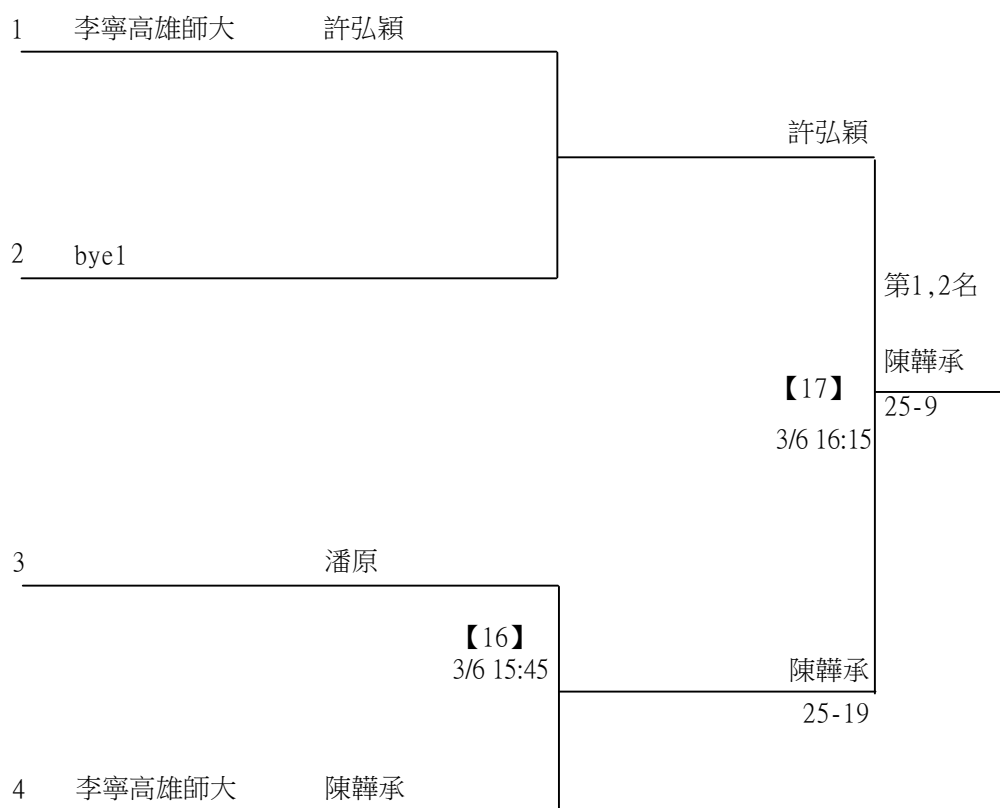 1 李寧高雄師大 許弘穎
許弘穎
2 bye1
第1,2名
陳韡承
【17】
25-9
3/6 16:15
3 潘原
【16】
3/6 15:45
陳韡承
25-19
4 李寧高雄師大 陳韡承